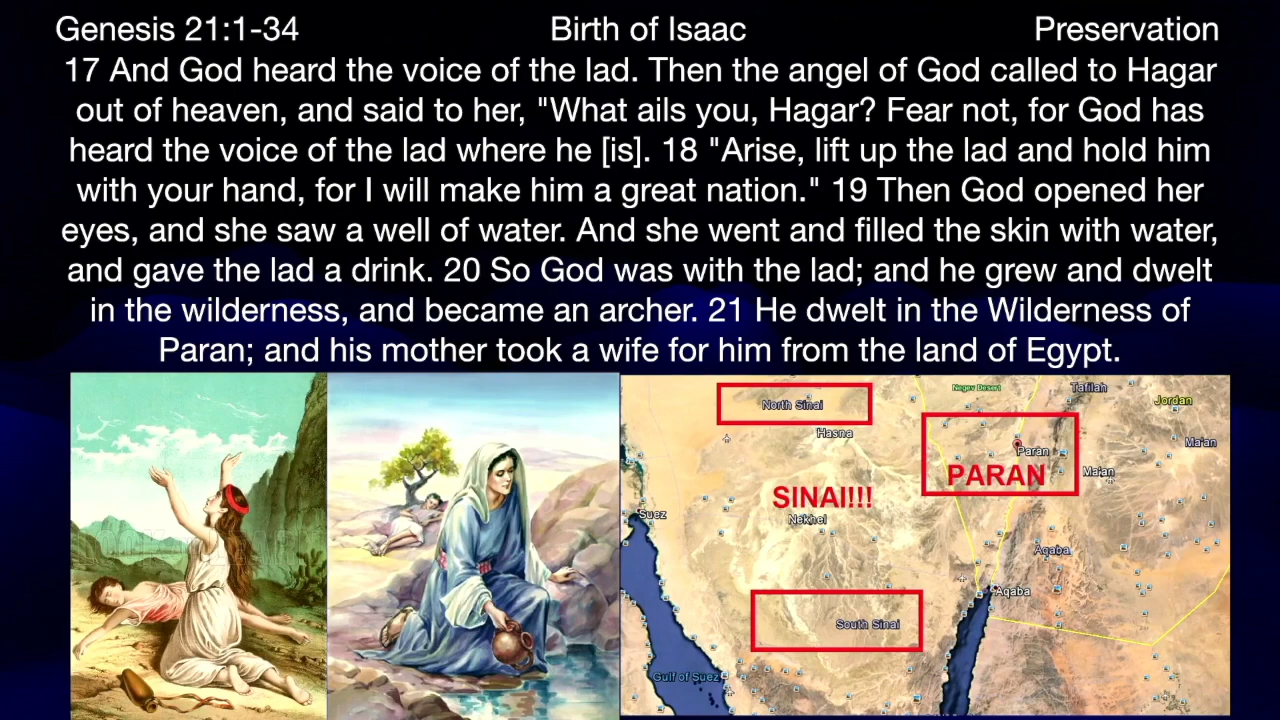 Genesis 21:1-34 Birth of Isaac Preservation
17 And God heard the voice of the lad. Then the angel of God called to Hagar
out of heaven, and said to her, "What ails you, Hagar? Fear not, for God has
heard the voice of the lad where he [is]. 18 "Arise, lift up the lad and hold him
with your hand, for I will make him a great nation." 19 Then God opened her
eyes, and she saw a well of water. And she went and filled the skin with water,
and gave the lad a drink. 20 So God was with the lad; and he grew and dwelt
in the wilderness, and became an archer. 21 He dwelt in the Wilderness of
Paran; and his mother took a wife for him from the land of Egypt.
Negev Desert
Tafilah
North Sinai
Jordan
Hasna
Ma'an
Paran
PARAN
Ma'an
SINAI!!!
Suez
Nekhel
Aqaba
Aqaba
South Sinai
Gulf of Suez